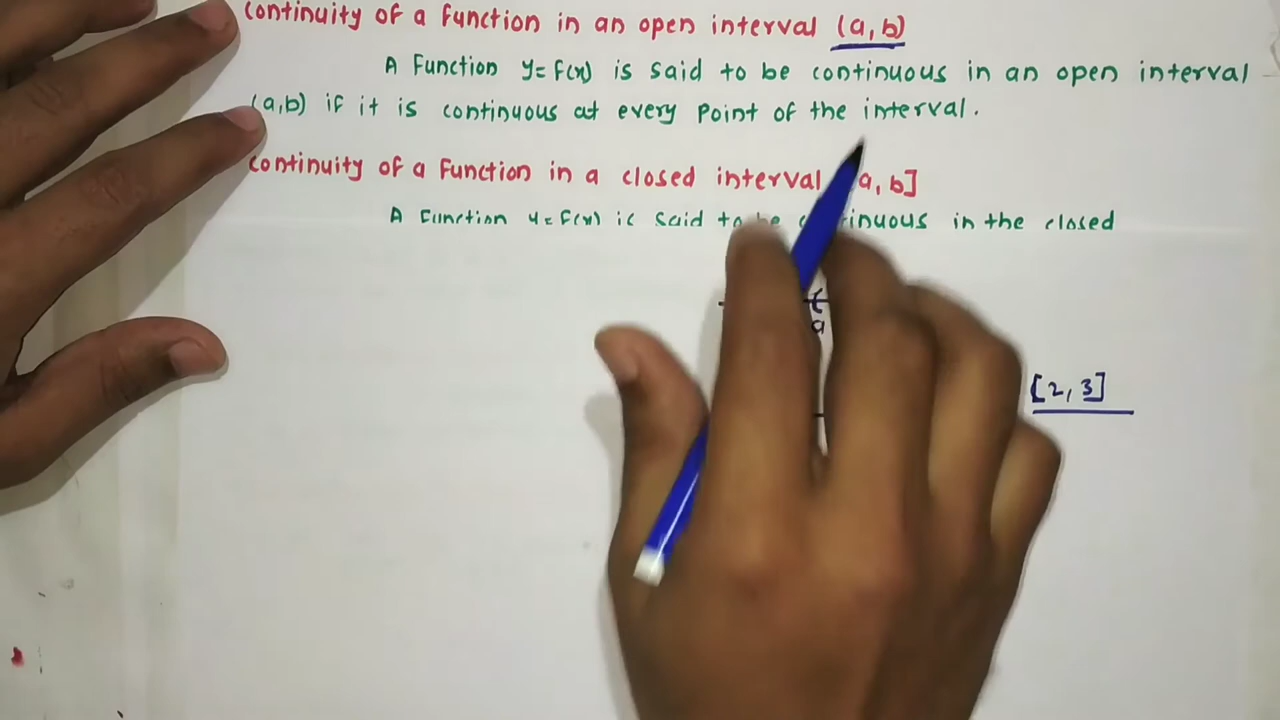 Continuity of a function in an open interval (a, b)
A Function y=f(x) is said to be continuous in an open interval
(a,b) if it is continuous at every point of the interval.
Continuity of a Function in a closed interval a, b]
A Function y=f(x) is said to be continuous in the closed
a
[2, 3]